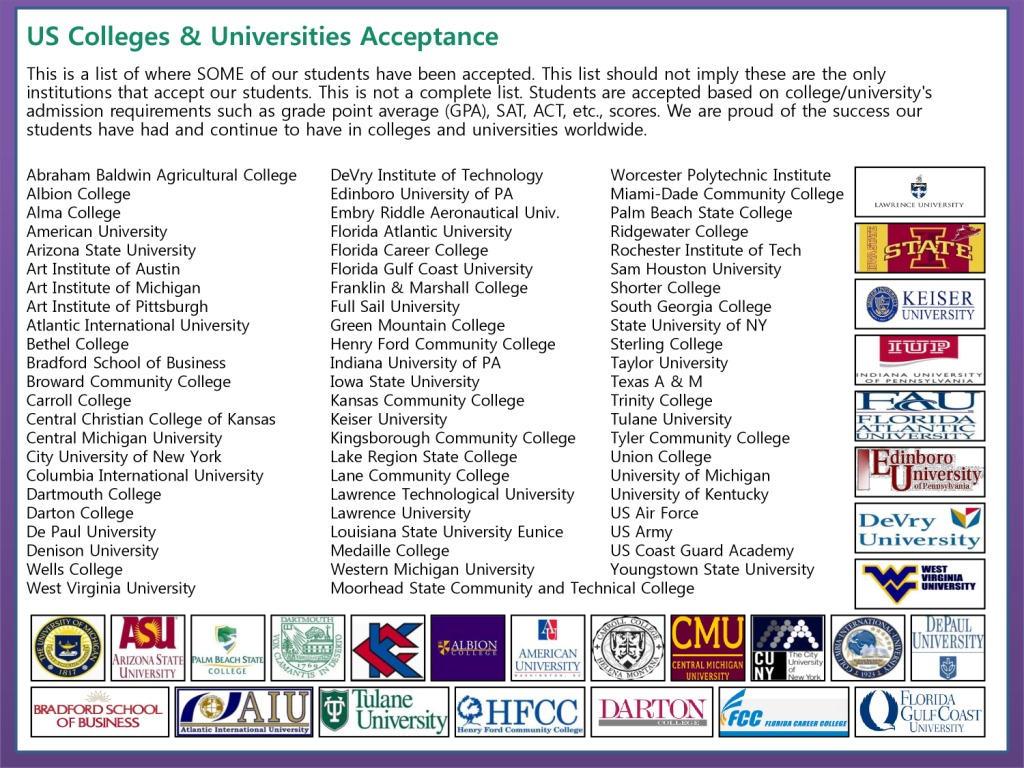 US Colleges & Universities Acceptance
This is a list of where SOME of our students have been accepted. This list should not imply these are the only
institutions that accept our students. This is not a complete list. Students are accepted based on college/university's
admission requirements such as grade point average (GPA), SAT, ACT, etc., scores. We are proud of the success our
students have had and continue to have in colleges and universities worldwide.
Abraham Baldwin Agricultural College
Albion College
Alma College
American University
Arizona State University
Art Institute of Austin
Art Institute of Michigan
Art Institute of Pittsburgh
Atlantic International University
Bethel College
Bradford School of Business
Broward Community College
Carroll College
Central Christian College of Kansas
Central Michigan University
City University of New York
Columbia International University
Dartmouth College
Darton College
De Paul University
Denison University
Wells College
West Virginia University
DeVry Institute of Technology
Edinboro University of PA
Embry Riddle Aeronautical Univ.
Florida Atlantic University
Florida Career College
Florida Gulf Coast University
Franklin & Marshall College
Full Sail University
Green Mountain College
Henry Ford Community College
Indiana University of PA
Iowa State University
Kansas Community College
Keiser University
Kingsborough Community College
Lake Region State College
Lane Community College
Lawrence Technological University
Lawrence University
Louisiana State University Eunice
Medaille College
Western Michigan University
Moorhead State Community and Technical College
Worcester Polytechnic Institute
Miami-Dade Community College
Palm Beach State College
Ridgewater College
Rochester Institute of Tech
Sam Houston University
Shorter College
South Georgia College
State University of NY
Sterling College
Taylor University
Texas A & M
Trinity College
Tulane University
Tyler Community College
Union College
University of Michigan
University of Kentucky
US Air Force
US Army
US Coast Guard Academy
Youngstown State University
LAWRENCE UNIVERSITY
IOWA STATE
STATE
KEISER
UNIVERSITY
IUP
INDIANA UNIVERSITY
OF PENNSYLVANIA
FAU
FLORIDA
ATLANTIC
UNIVERSITY
Edinboro
University
of Pennsylvania
DeVry
University
WV
WEST
VIRGINIA
UNIVERSITY
THE UNIVERSITY OF MICHIGAN
1817
ASU
ARIZONA STATE
UNIVERSITY
PALM BEACH STATE
COLLEGE
DARTMOUTH
VOX CLAMANTIS IN DESERTO
1769
KC
ALBION
COLLEGE
AU
AMERICAN
UNIVERSITY
WASHINGTON, DC
CARROLL COLLEGE
HELENA MONTANA
CMU
CENTRAL MICHIGAN
UNIVERSITY
CU
NY
The City
University
of
New York
INTERNATIONAL UNIVERSITY
DEPAUL
UNIVERSITY
BRADFORD SCHOOL
OF BUSINESS
AIU
Atlantic International University
T
Tulane
University
HFCC
Henry Ford Community College
DARTON
COLLEGE
FCC FLORIDA CAREER COLLEGE
FLORIDA
GULF COAST
UNIVERSITY